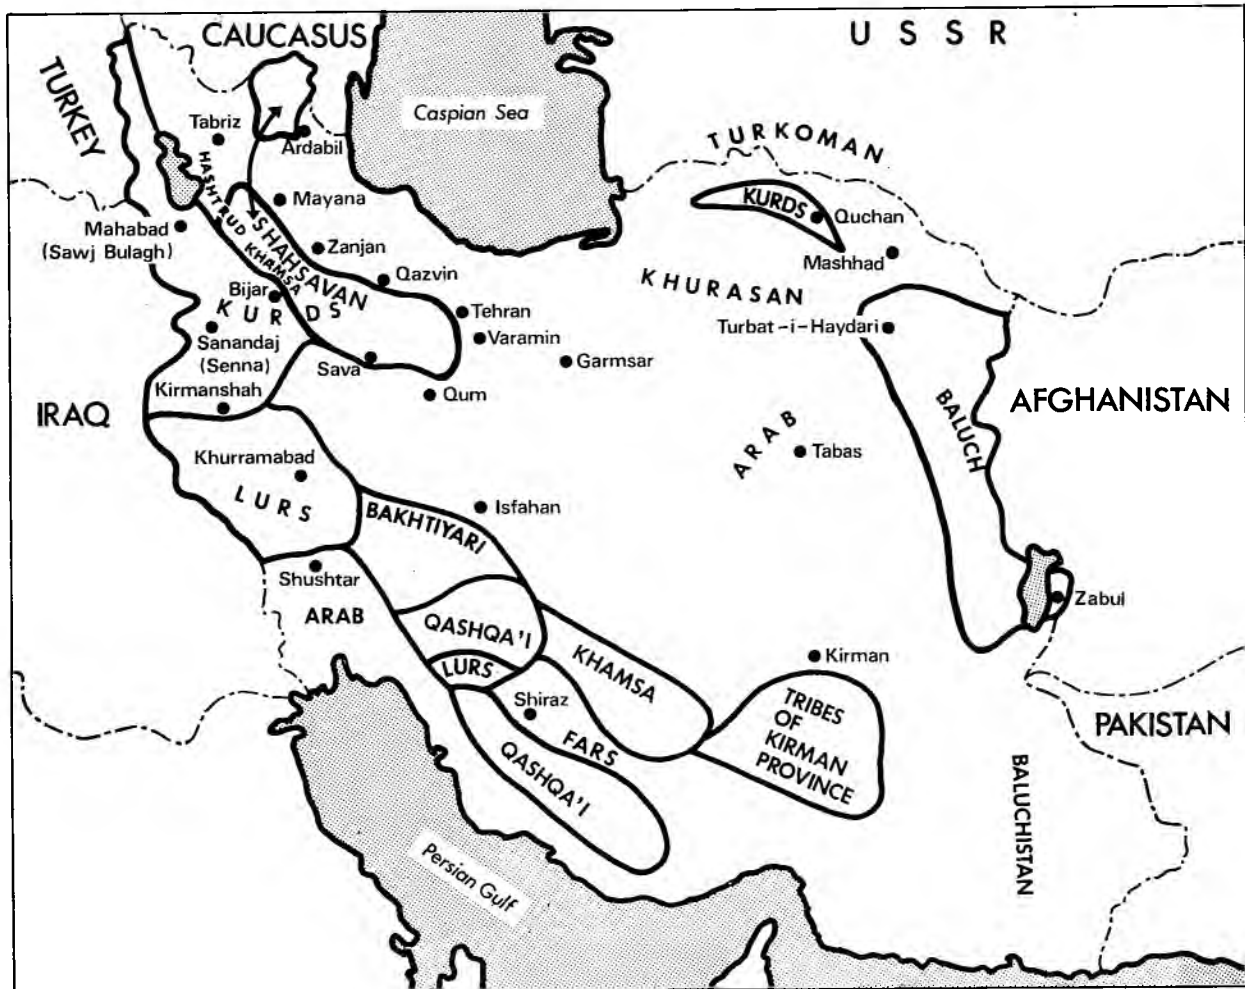 CAUCASUS
USSR
TURKEY
Caspian Sea
Tabriz
Ardabil
TURKOMAN
HASHTRUD
Mayana
KURDS
Quchan
Mahabad
(Sawj Bulagh)
Zanjan
Mashhad
KHAMSA
SHAHSAVAN
Qazvin
KHURASAN
Bijar
KURDS
Tehran
Turbat-i-Haydari
Sanandaj
(Senna)
Varamin
Sava
Garmsar
Kirmanshah
Qum
IRAQ
AFGHANISTAN
BALUCH
ARAB
Tabas
Khurramabad
LURS
BAKHTIYARI
Isfahan
Shushtar
ARAB
Zabul
QASHQA'I
LURS
KHAMSA
Kirman
Shiraz
FARS
TRIBES
OF
KIRMAN
PROVINCE
PAKISTAN
QASHQA'I
BALUCHISTAN
Persian Gulf